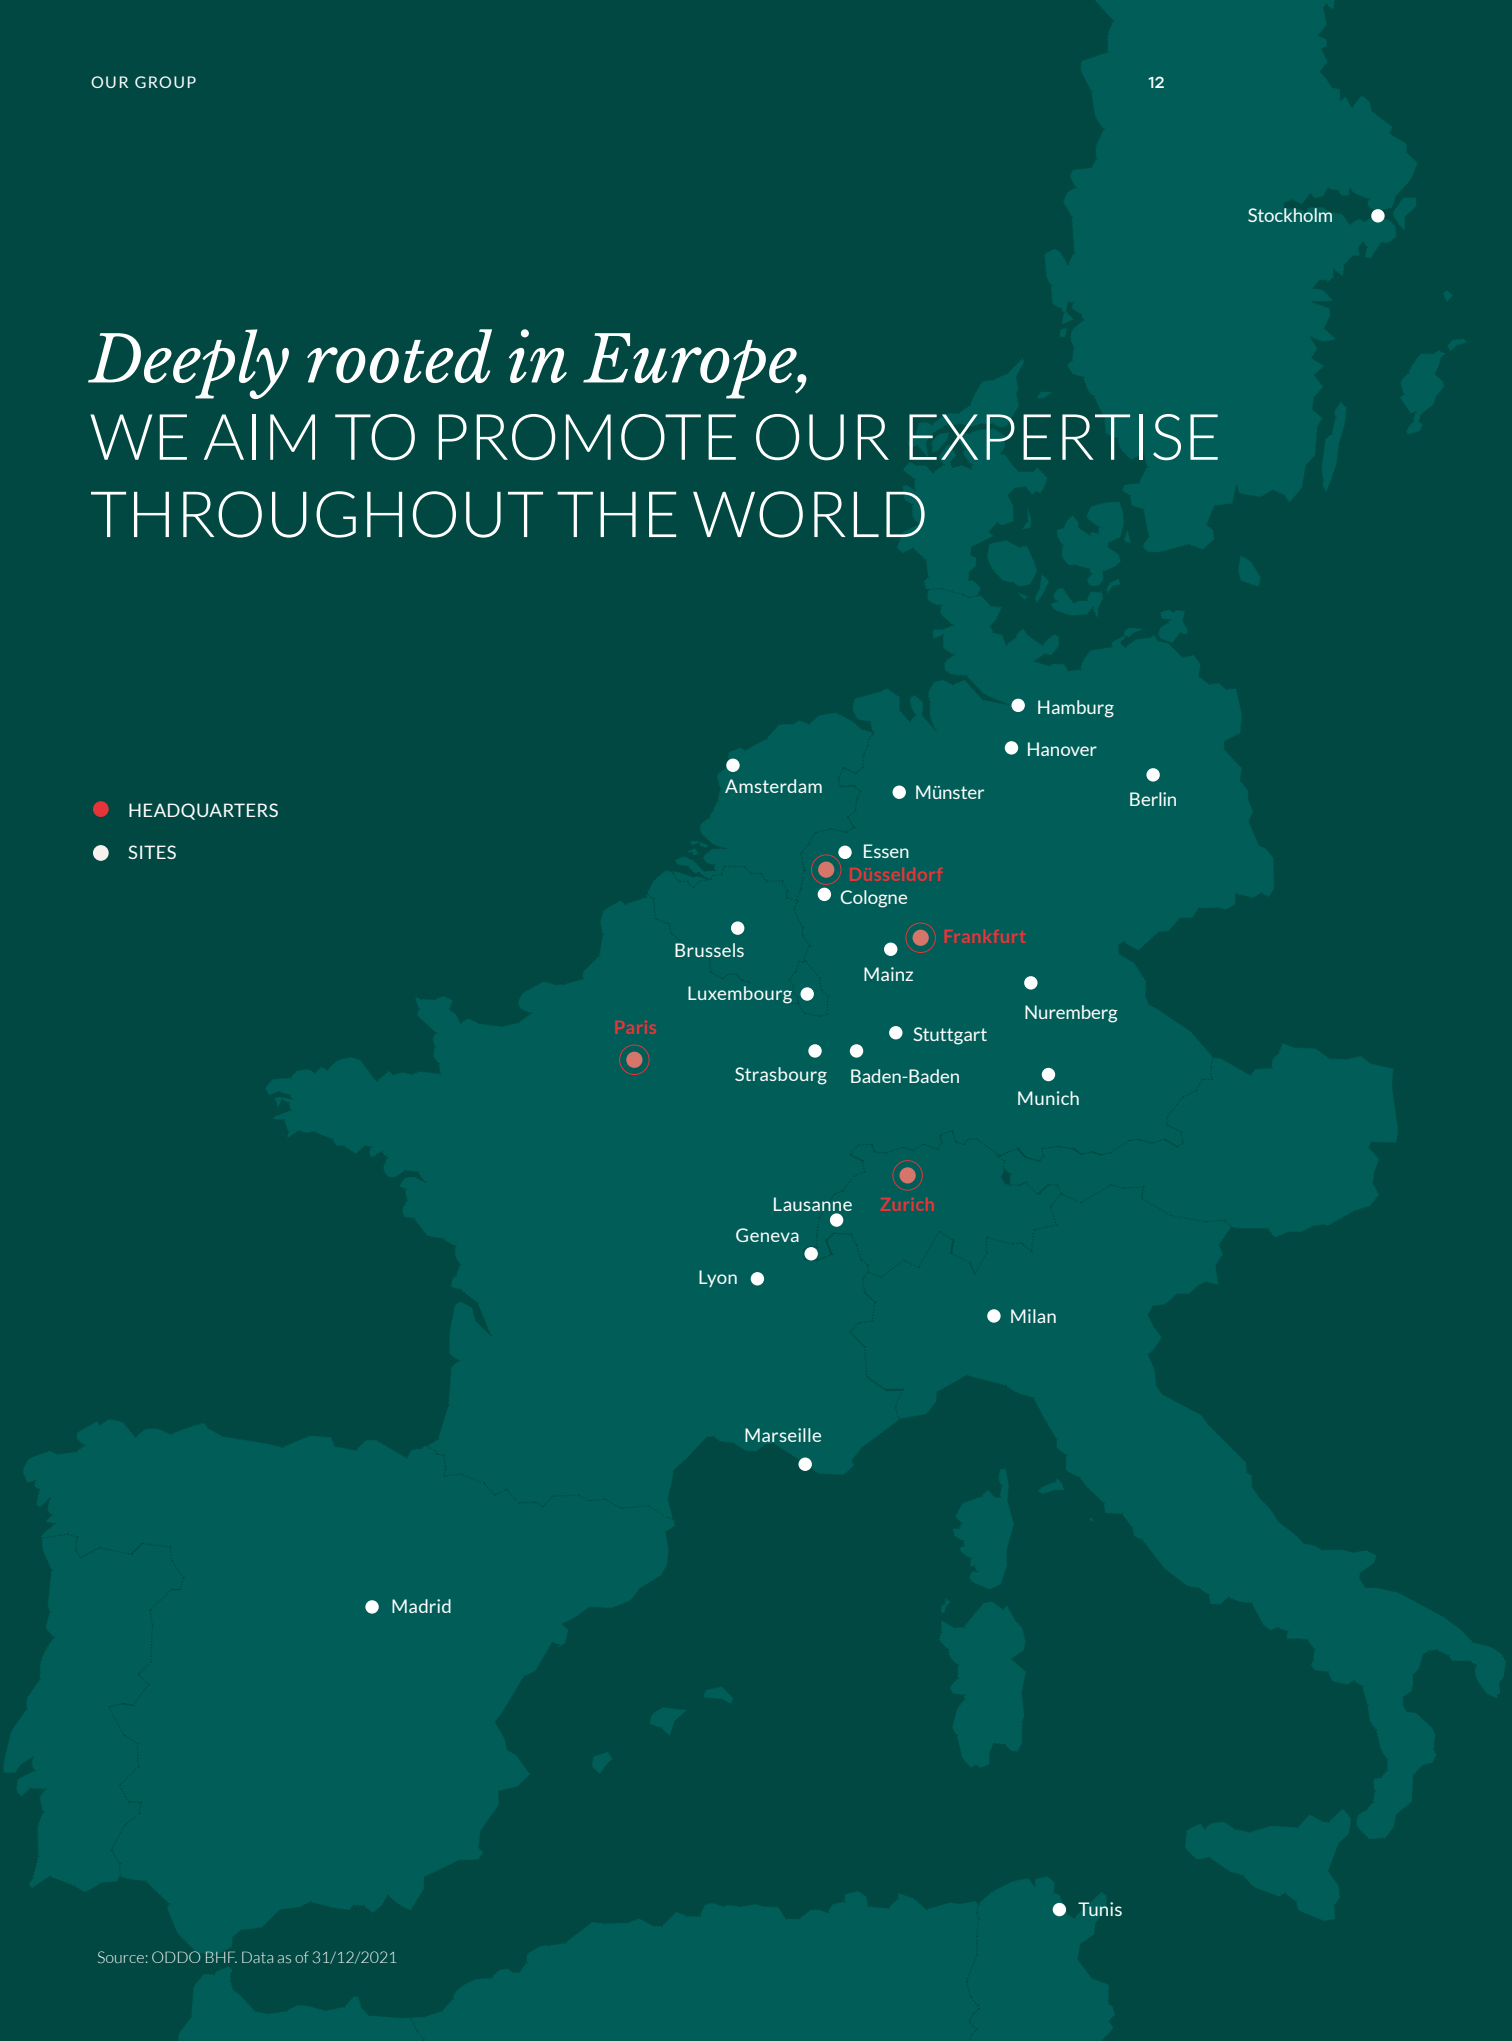 OUR GROUP
12
Stockholm
Deeply rooted in Europe,
WE AIM TO PROMOTE OUR EXPERTISE
THROUGHOUT THE WORLD
HEADQUARTERS
SITES
Hamburg
Hanover
Amsterdam
Münster
Berlin
Essen
Düsseldorf
Cologne
Frankfurt
Brussels
Mainz
Luxembourg
Nuremberg
Paris
Stuttgart
Strasbourg
Baden-Baden
Munich
Lausanne
Zurich
Geneva
Lyon
Milan
Marseille
Madrid
Tunis
Source: ODDO BHF. Data as of 31/12/2021